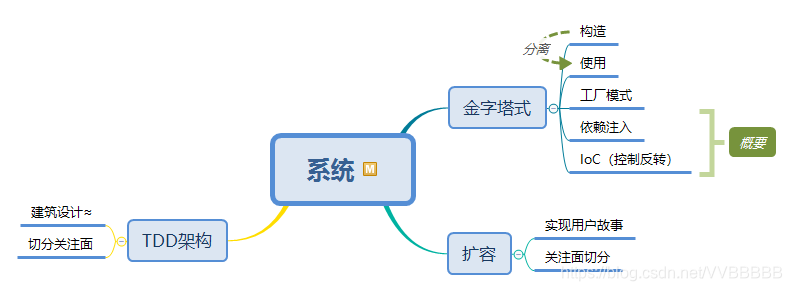 系统
M
金字塔式
构造
分离
使用
工厂模式
依赖注入
IoC（控制反转）
概要
扩容
实现用户故事
关注面切分
TDD架构
建筑设计≈
切分关注面
https://blog.csdn.net/VVBBBBB